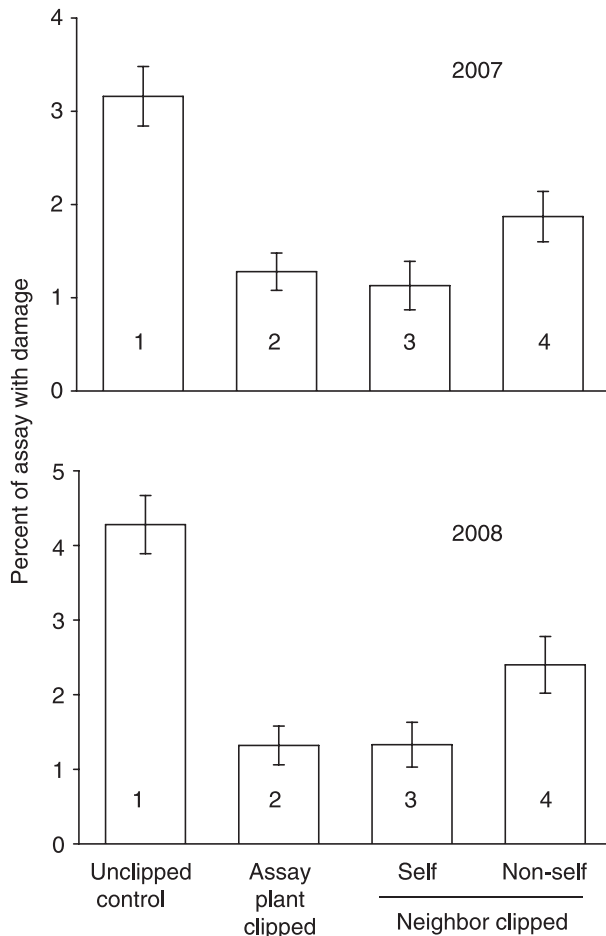 Percent of assay with damage
4
3
2
1
0
2007
1 2 3 4
5
4
3
2
1
0
2008
1 2 3 4
Unclipped control
Assay plant clipped
Self
Non-self
Neighbor clipped